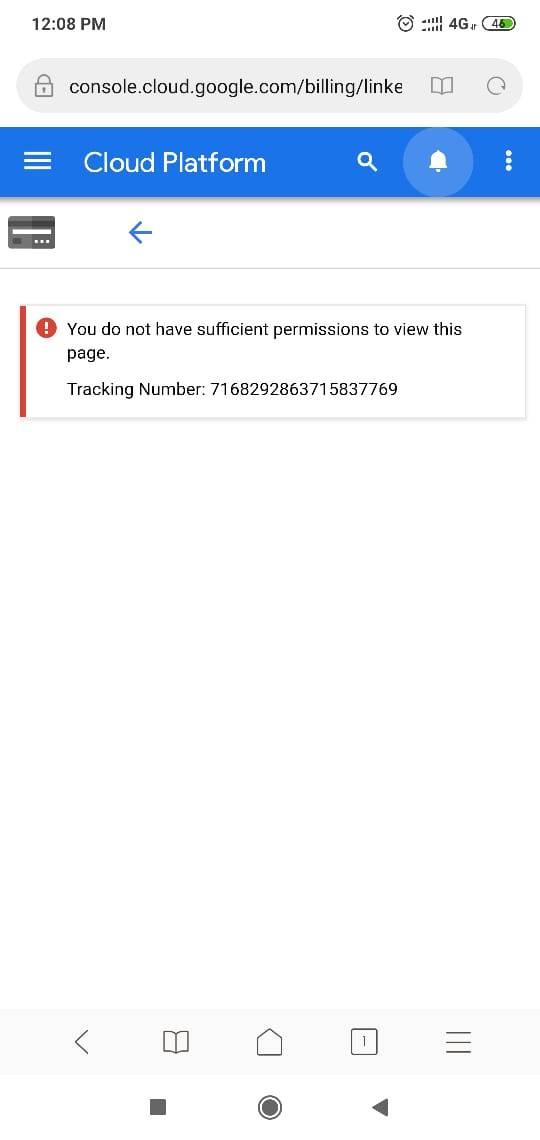 12:08 PM
4G
46
console.cloud.google.com/billing/linke
Cloud Platform
You do not have sufficient permissions to view this
page.
Tracking Number: 7168292863715837769
1